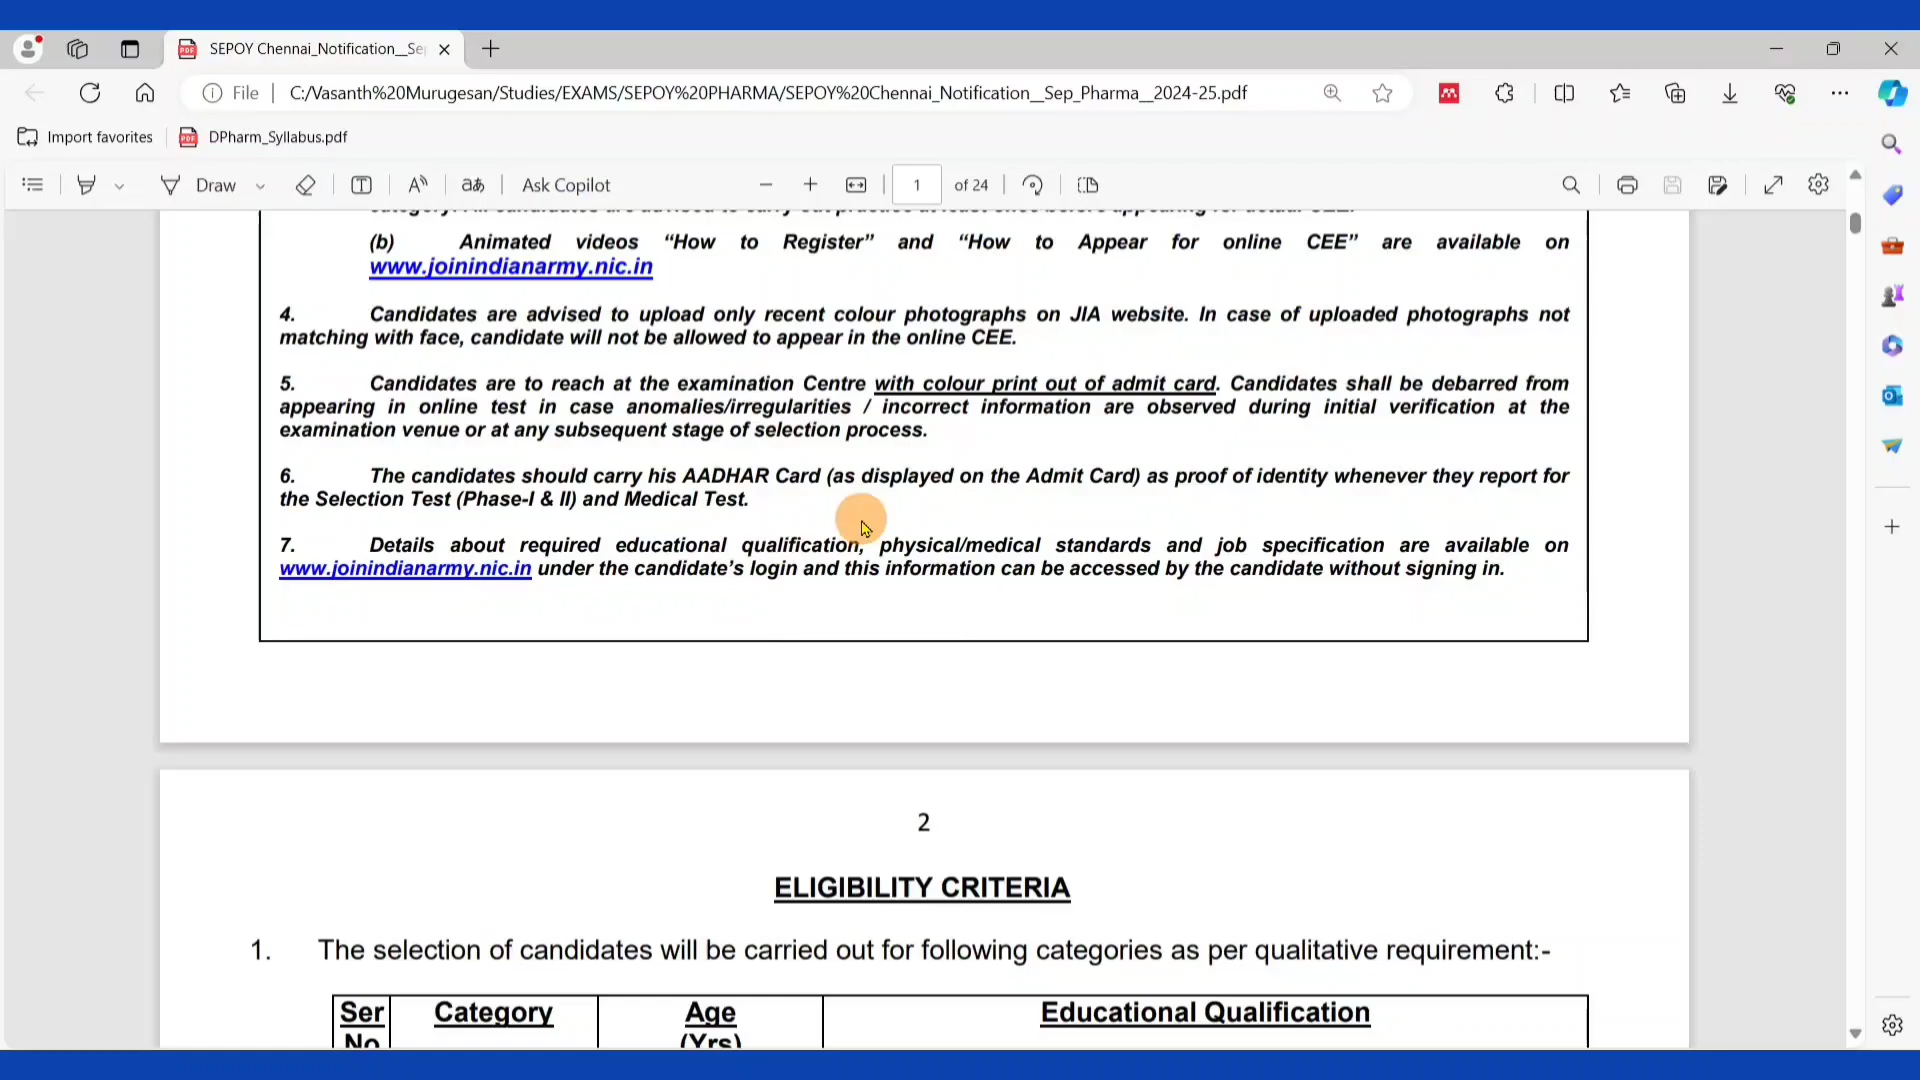 SEPOY Chennai_Notification__Se
File
C:/Vasanth%20Murugesan/Studies/EXAMS/SEPOY%20PHARMA/SEPOY%20Chennai_Notification__Sep_Pharma__2024-25.pdf
Import favorites
DPharm_Syllabus.pdf
Draw
Ask Copilot
1 of 24
(b) Animated videos “How to Register” and “How to Appear for online CEE” are available on
www.joinindianarmy.nic.in
4. Candidates are advised to upload only recent colour photographs on JIA website. In case of uploaded photographs not
matching with face, candidate will not be allowed to appear in the online CEE.
5. Candidates are to reach at the examination Centre with colour print out of admit card. Candidates shall be debarred from
appearing in online test in case anomalies/irregularities / incorrect information are observed during initial verification at the
examination venue or at any subsequent stage of selection process.
6. The candidates should carry his AADHAR Card (as displayed on the Admit Card) as proof of identity whenever they report for
the Selection Test (Phase-I & II) and Medical Test.
7. Details about required educational qualification, physical/medical standards and job specification are available on
www.joinindianarmy.nic.in under the candidate’s login and this information can be accessed by the candidate without signing in.
2
ELIGIBILITY CRITERIA
1. The selection of candidates will be carried out for following categories as per qualitative requirement:-
Ser Category Age Educational Qualification
No (Yrs)